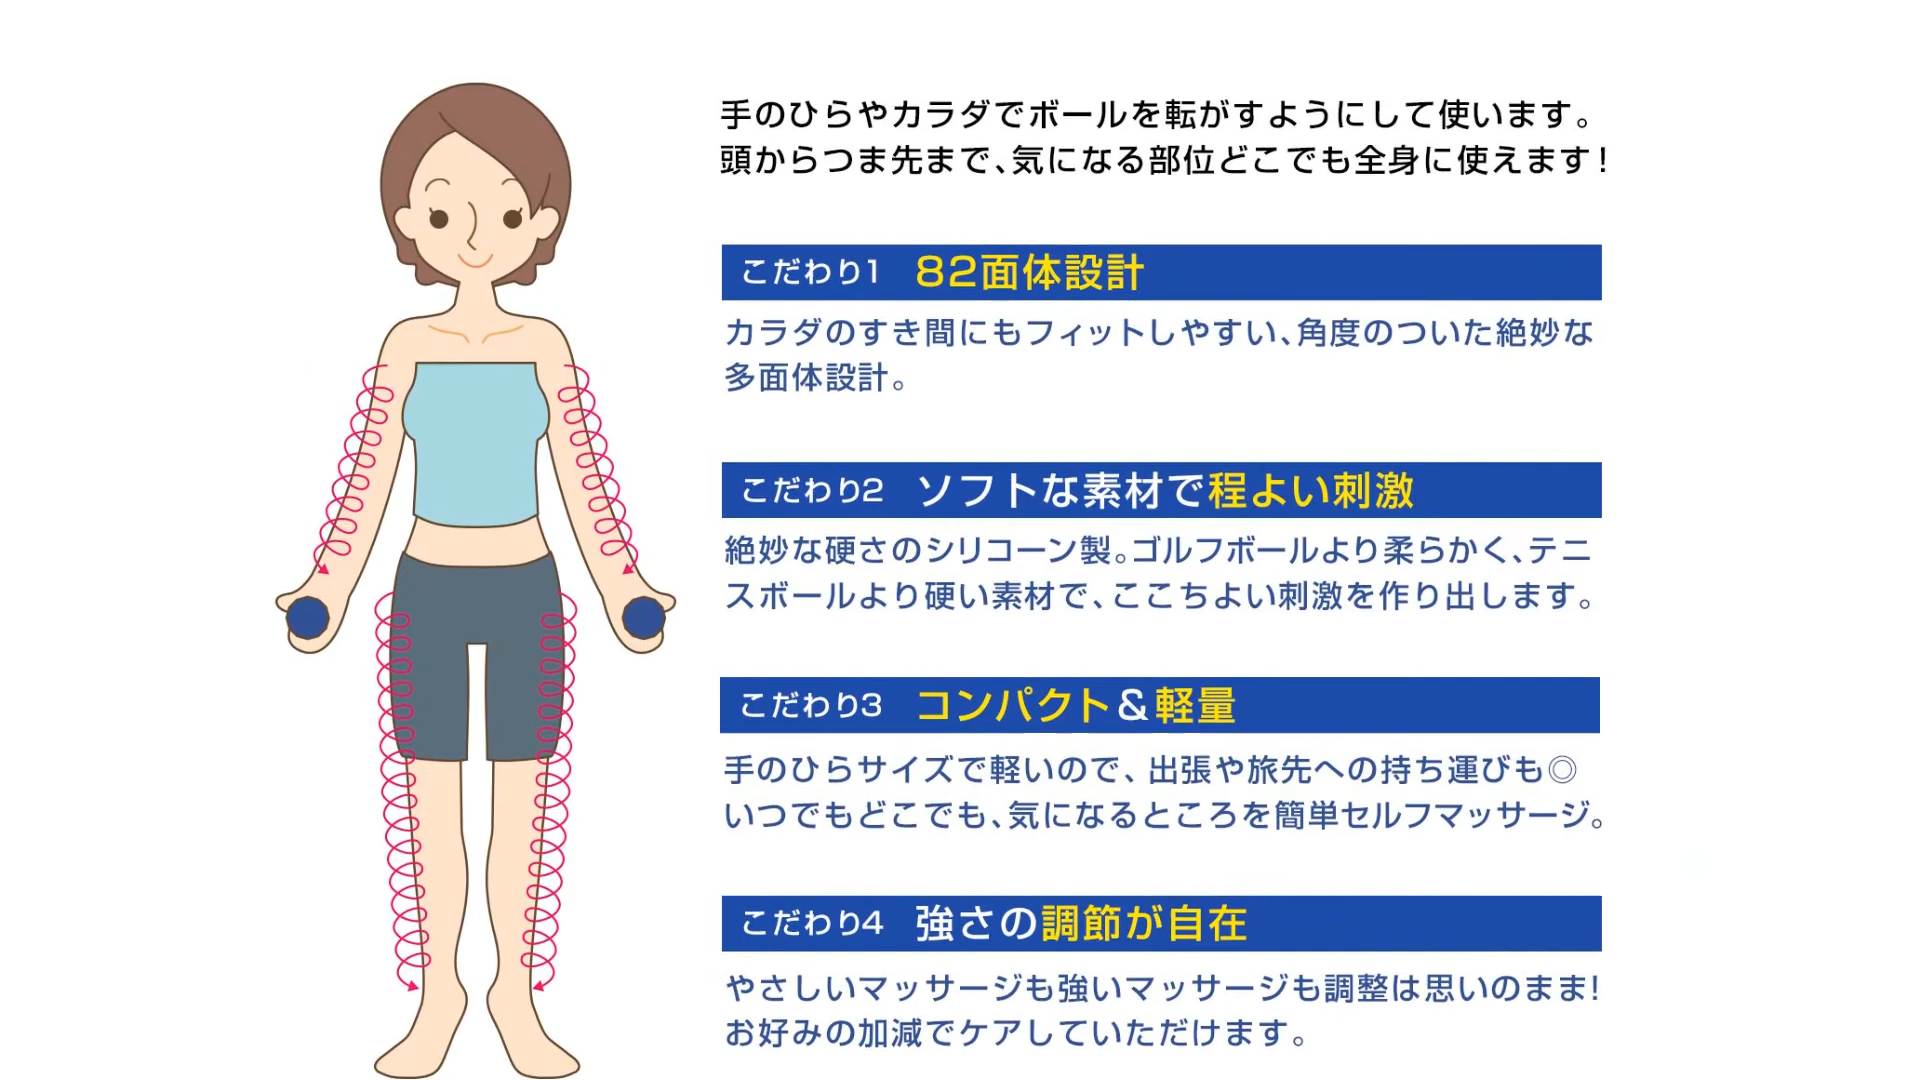 手のひらやカラダでボールを転がすようにして使います。
頭からつま先まで、気になる部位どこでも全身に使えます!
こだわり1 82面体設計
カラダのすき間にもフィットしやすい、角度のついた絶妙な
多面体設計。
こだわり2 ソフトな素材で程よい刺激
絶妙な硬さのシリコーン製。ゴルフボールより柔らかく、テニ
スボールより硬い素材で、ここちよい刺激を作り出します。
こだわり3 コンパクト&軽量
手のひらサイズで軽いので、出張や旅先への持ち運びも◎
いつでもどこでも、気になるところを簡単セルフマッサージ。
こだわり4 強さの調節が自在
やさしいマッサージも強いマッサージも調整は思いのまま!
お好みの加減でケアしていただけます。